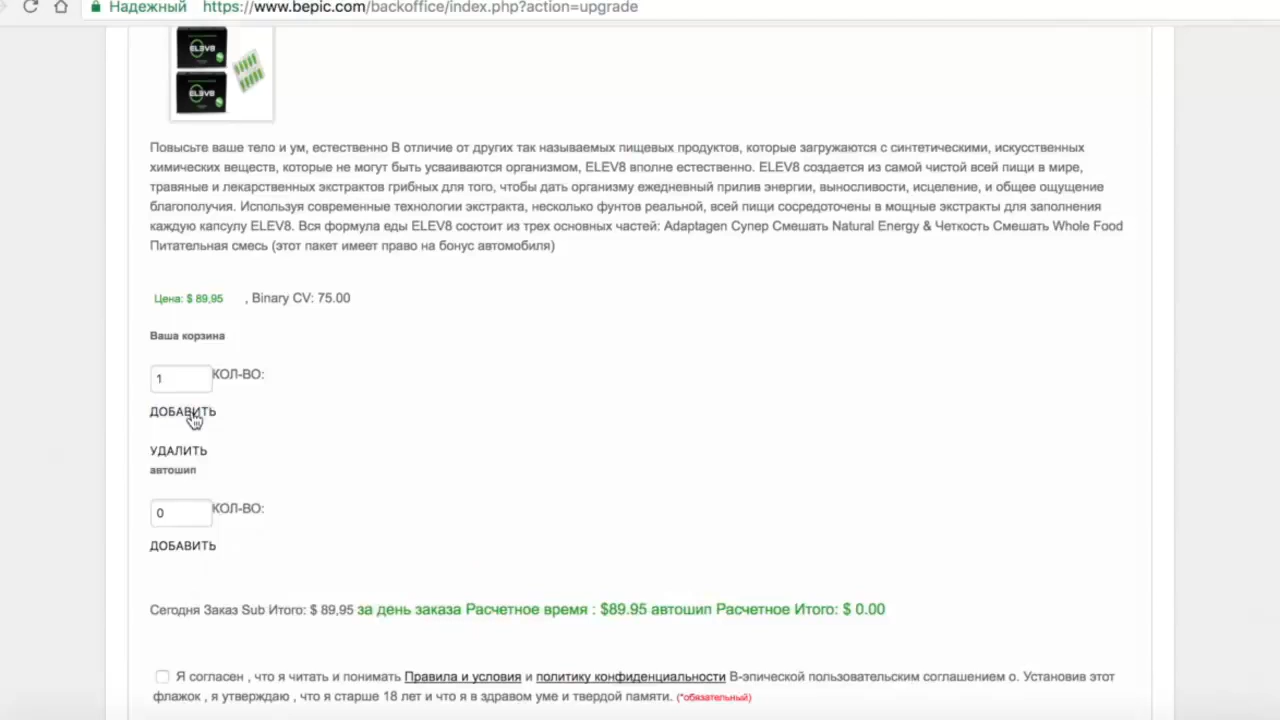 Надежный https://www.bepic.com/backoffice/index.php?action=upgrade
ELEV8
ELEV8
Повысьте ваше тело и ум, естественно В отличие от других так называемых пищевых продуктов, которые загружаются с синтетическими, искусственных
химических веществ, которые не могут быть усваиваются организмом, ELEV8 вполне естественно. ELEV8 создается из самой чистой всей пищи в мире,
травяные и лекарственных экстрактов грибных для того, чтобы дать организму ежедневный прилив энергии, выносливости, исцеление, и общее ощущение
благополучия. Используя современные технологии экстракта, несколько фунтов реальной, всей пищи сосредоточены в мощные экстракты для заполнения
каждую капсулу ELEV8. Вся формула еды ELEV8 состоит из трех основных частей: Adaptagen Супер Смешать Natural Energy & Четкость Смешать Whole Food
Питательная смесь (этот пакет имеет право на бонус автомобиля)
Цена: $ 89,95 , Binary CV: 75.00
Ваша корзина
1 КОЛ-ВО:
ДОБАВИТЬ
УДАЛИТЬ
автошип
0 КОЛ-ВО:
ДОБАВИТЬ
Сегодня Заказ Sub Итого: $ 89,95 за день заказа Расчетное время : $89.95 автошип Расчетное Итого: $ 0.00
Я согласен , что я читать и понимать Правила и условия и политику конфиденциальности В-эпической пользовательским соглашением о. Установив этот
флажок , я утверждаю , что я старше 18 лет и что я в здравом уме и твердой памяти. (*обязательный)